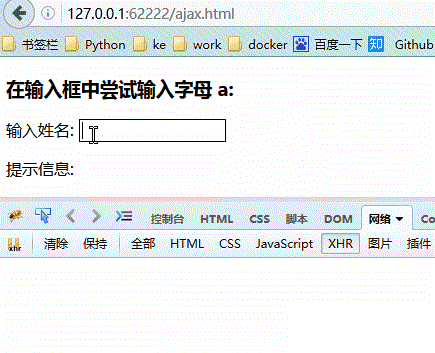 127.0.0.1:62222/ajax.html
书签栏 Python ke work docker 百度一下 知 Github
在输入框中尝试输入字母 a:
输入姓名:
提示信息:
控制台 HTML CSS 脚本 DOM 网络 Co
xhr 清除 保持 全部 HTML CSS JavaScript XHR 图片 插件